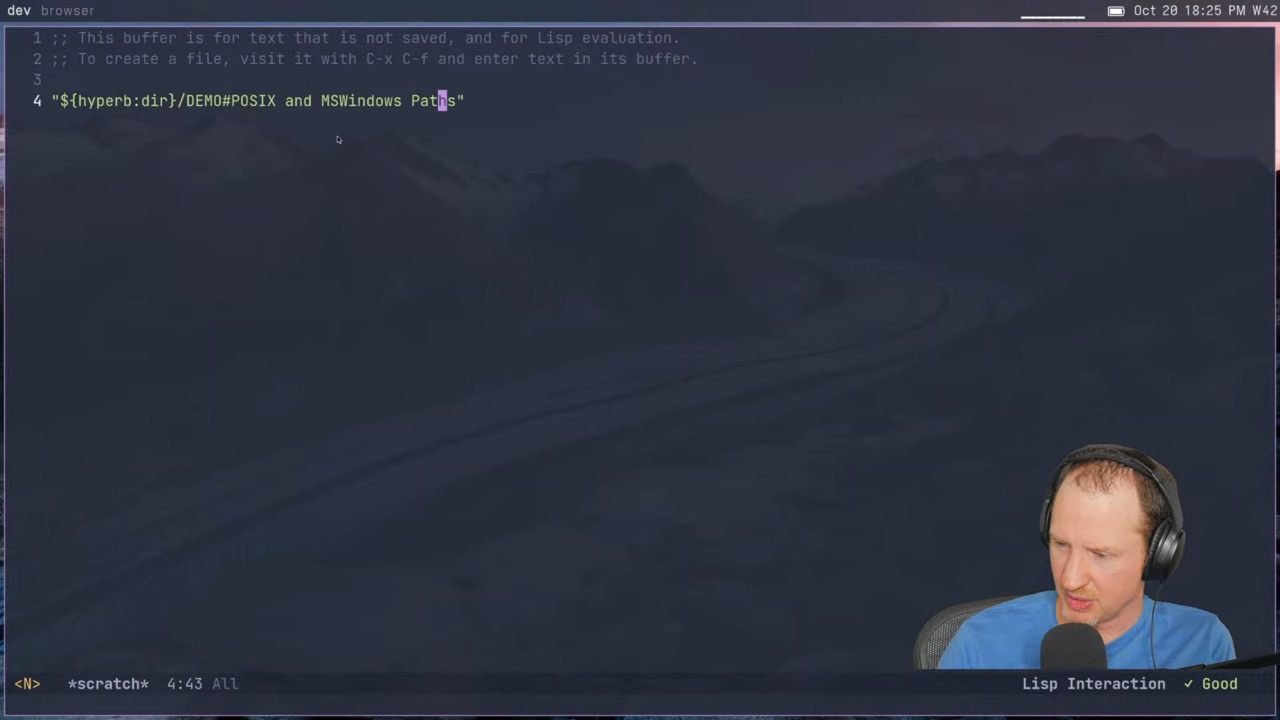 dev browser
Oct 20 18:25 PM W42
1 ;; This buffer is for text that is not saved, and for Lisp evaluation.
2 ;; To create a file, visit it with C-x C-f and enter text in its buffer.
3
4 "${hyperb:dir}/DEMO#POSIX and MSWindows Paths"
<N> *scratch* 4:43 All
Lisp Interaction ✓ Good